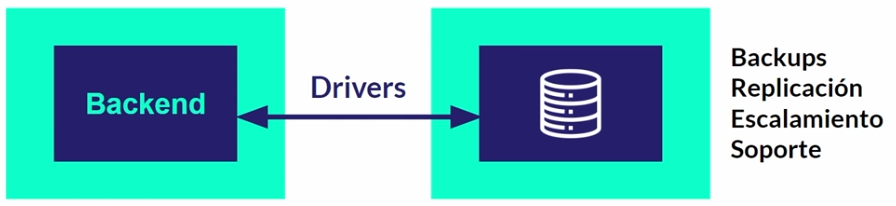 Backend
Drivers
Backups
Replicación
Escalamiento
Soporte